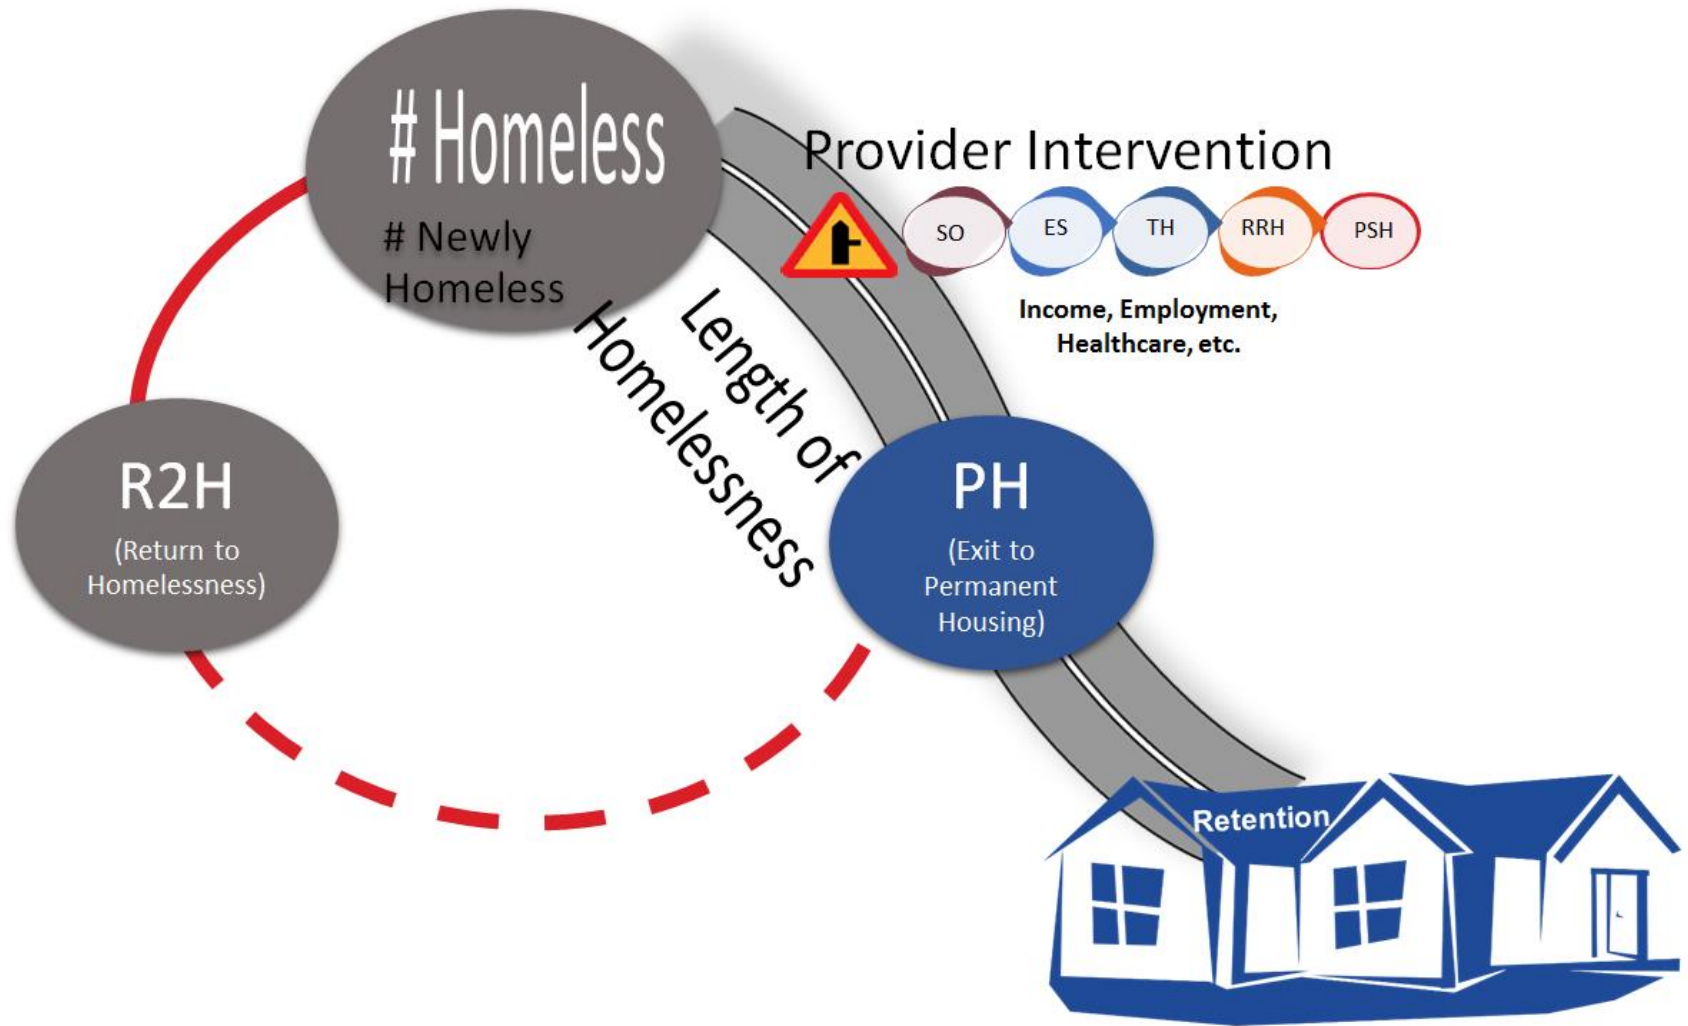 # Homeless
# Newly
Homeless
Provider Intervention
SO
ES
TH
RRH
PSH
Income, Employment,
Healthcare, etc.
Length of
Homelessness
R2H
(Return to
Homelessness)
PH
(Exit to
Permanent
Housing)
Retention